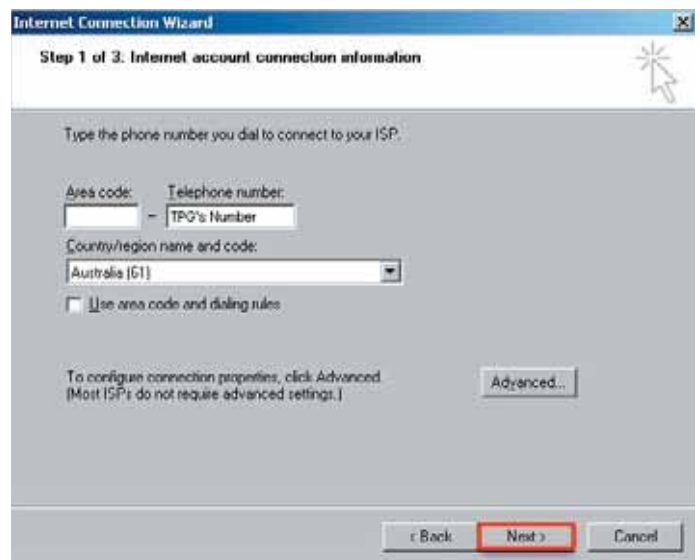 Internet Connection Wizard
Step 1 of 3: Internet account connection information
Type the phone number you dial to connect to your ISP.
Area code: Telephone number:
- TPG's Number
Country/region name and code:
Australia (61)
Use area code and dialing rules
To configure connection properties, click Advanced.
(Most ISPs do not require advanced settings.)
Advanced...
< Back Next > Cancel